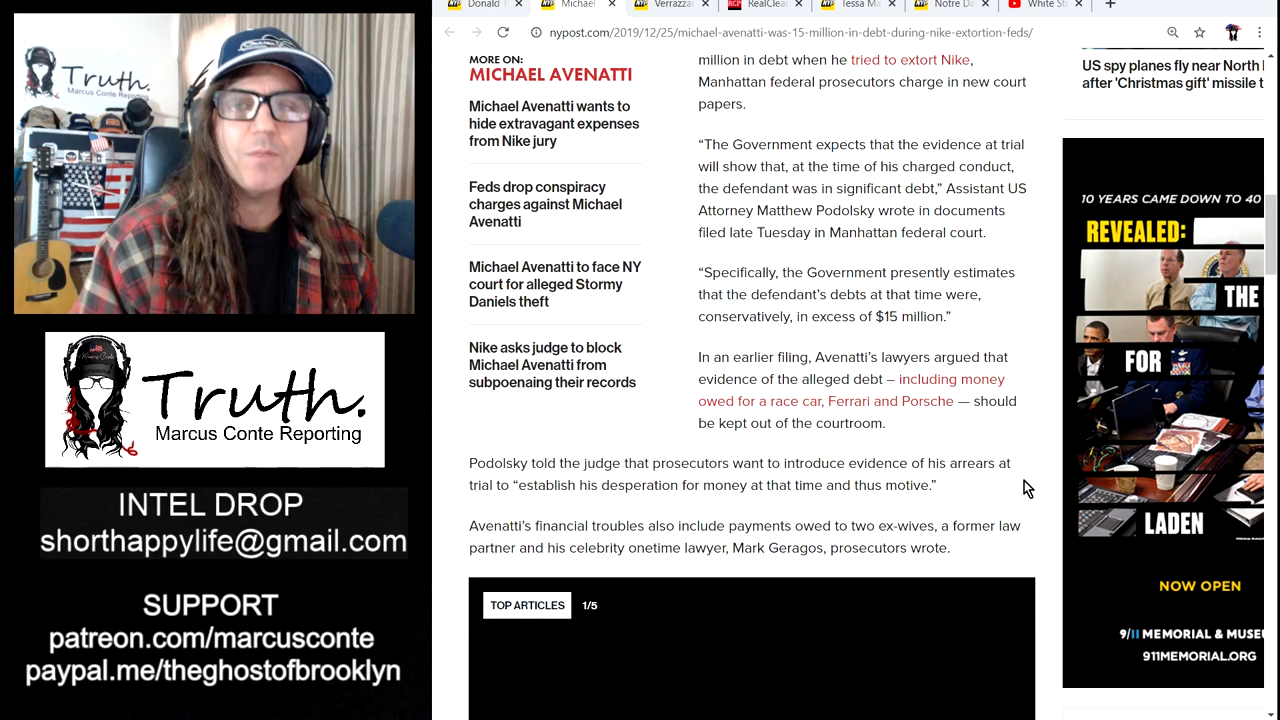 Donald T
Michael
Verrazza
RealClear
Tessa Ma
Notre Da
White St
nypost.com/2019/12/25/michael-avenatti-was-15-million-in-debt-during-nike-extortion-feds/
Truth.
Marcus Conte Reporting
MORE ON:
MICHAEL AVENATTI
Michael Avenatti wants to
hide extravagant expenses
from Nike jury
Feds drop conspiracy
charges against Michael
Avenatti
Michael Avenatti to face NY
court for alleged Stormy
Daniels theft
Nike asks judge to block
Michael Avenatti from
subpoenaing their records
million in debt when he tried to extort Nike,
Manhattan federal prosecutors charge in new court
papers.
“The Government expects that the evidence at trial
will show that, at the time of his charged conduct,
the defendant was in significant debt,” Assistant US
Attorney Matthew Podolsky wrote in documents
filed late Tuesday in Manhattan federal court.
“Specifically, the Government presently estimates
that the defendant’s debts at that time were,
conservatively, in excess of $15 million.”
In an earlier filing, Avenatti’s lawyers argued that
evidence of the alleged debt – including money
owed for a race car, Ferrari and Porsche — should
be kept out of the courtroom.
Podolsky told the judge that prosecutors want to introduce evidence of his arrears at
trial to “establish his desperation for money at that time and thus motive.”
Avenatti’s financial troubles also include payments owed to two ex-wives, a former law
partner and his celebrity onetime lawyer, Mark Geragos, prosecutors wrote.
TOP ARTICLES 1/5
US spy planes fly near North
after 'Christmas gift' missile t
10 YEARS CAME DOWN TO 40
REVEALED:
THE
FOR
LADEN
NOW OPEN
9/11 MEMORIAL & MUSEU
911MEMORIAL.ORG
Truth.
Marcus Conte Reporting
INTEL DROP
shorthappylife@gmail.com
SUPPORT
patreon.com/marcusconte
paypal.me/theghostofbrooklyn